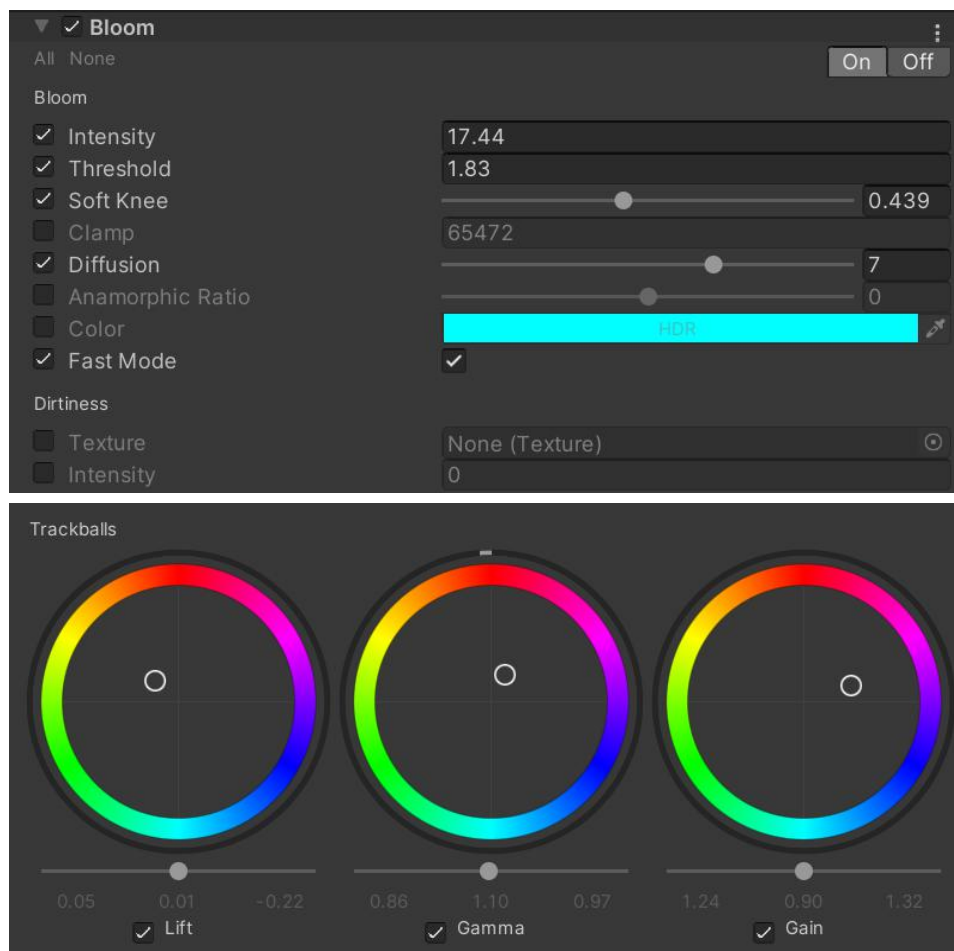 Bloom
All None
On Off
Bloom
Intensity 17.44
Threshold 1.83
Soft Knee 0.439
Clamp 65472
Diffusion 7
Anamorphic Ratio 0
Color HDR
Fast Mode
Dirtiness
Texture None (Texture)
Intensity 0
Trackballs
0.05 0.01 -0.22 0.86 1.10 0.97 1.24 0.90 1.32
Lift Gamma Gain